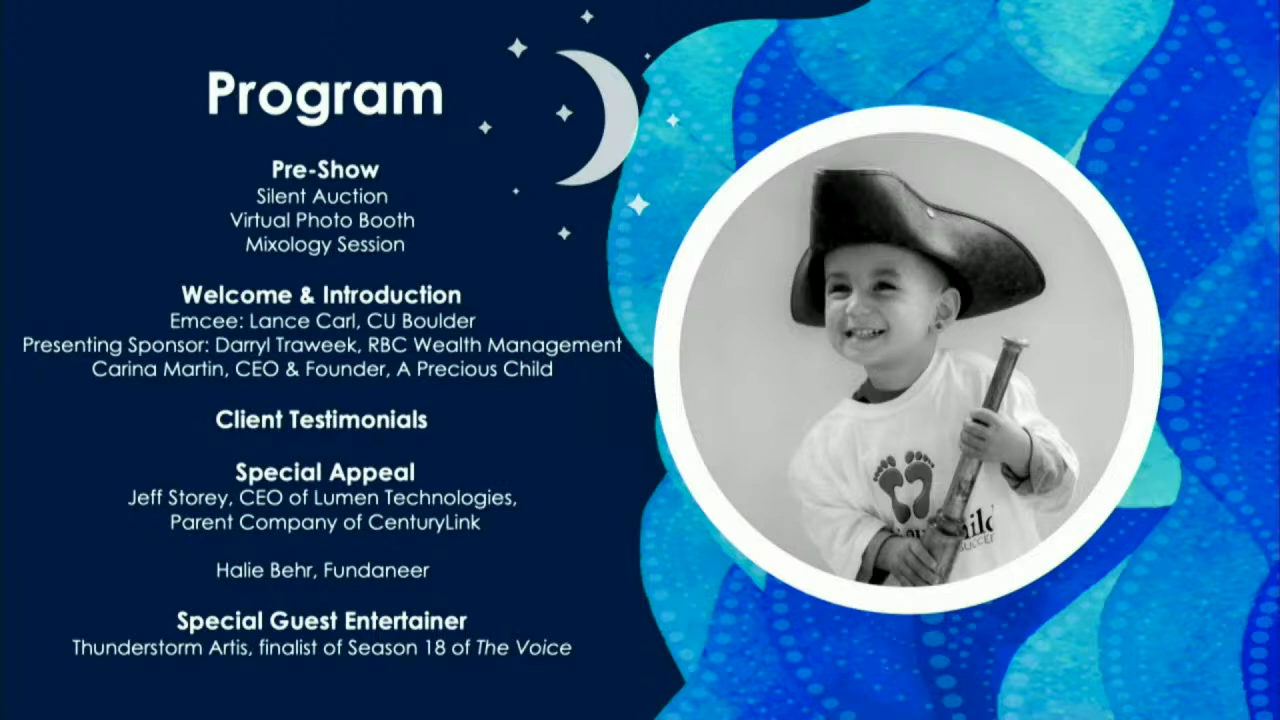 Program
Pre-Show
Silent Auction
Virtual Photo Booth
Mixology Session
Welcome & Introduction
Emcee: Lance Carl, CU Boulder
Presenting Sponsor: Darryl Traweek, RBC Wealth Management
Carina Martin, CEO & Founder, A Precious Child
Client Testimonials
Special Appeal
Jeff Storey, CEO of Lumen Technologies,
Parent Company of CenturyLink
Halie Behr, Fundaneer
Special Guest Entertainer
Thunderstorm Artis, finalist of Season 18 of The Voice